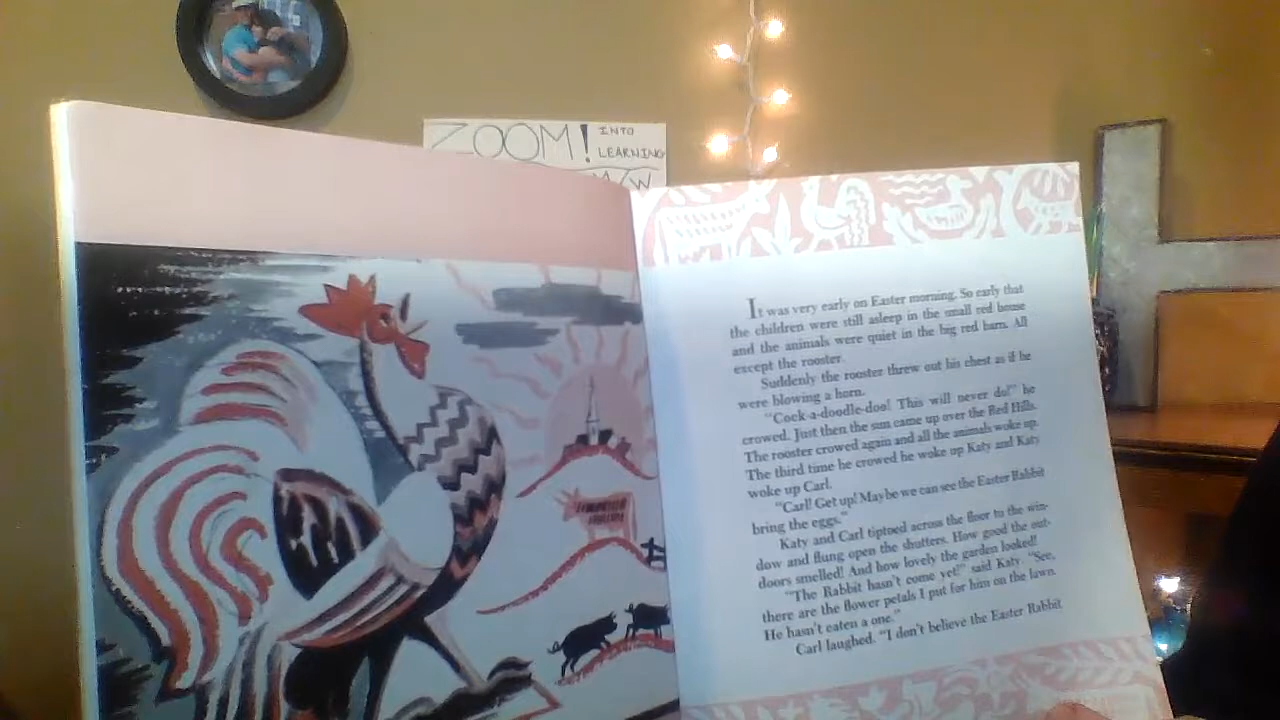 ZOOM! INTO
LEARNING
W/W
It was very early on Easter morning. So early that
the children were still asleep in the small red house
and the animals were quiet in the big red barn. All
except the rooster.
Suddenly the rooster threw out his chest as if he
were blowing a horn.
"Cock-a-doodle-doo! This will never do!" he
crowed. Just then the sun came up over the Red Hills.
The rooster crowed again and all the animals woke up.
The third time he crowed he woke up Katy and Katy
woke up Carl.
"Carl! Get up! Maybe we can see the Easter Rabbit
bring the eggs."
Katy and Carl tiptoed across the floor to the win-
dow and flung open the shutters. How good the out-
doors smelled! And how lovely the garden looked!
"The Rabbit hasn't come yet!" said Katy. "See,
there are the flower petals I put for him on the lawn.
He hasn't eaten a one."
Carl laughed. "I don't believe the Easter Rabbit